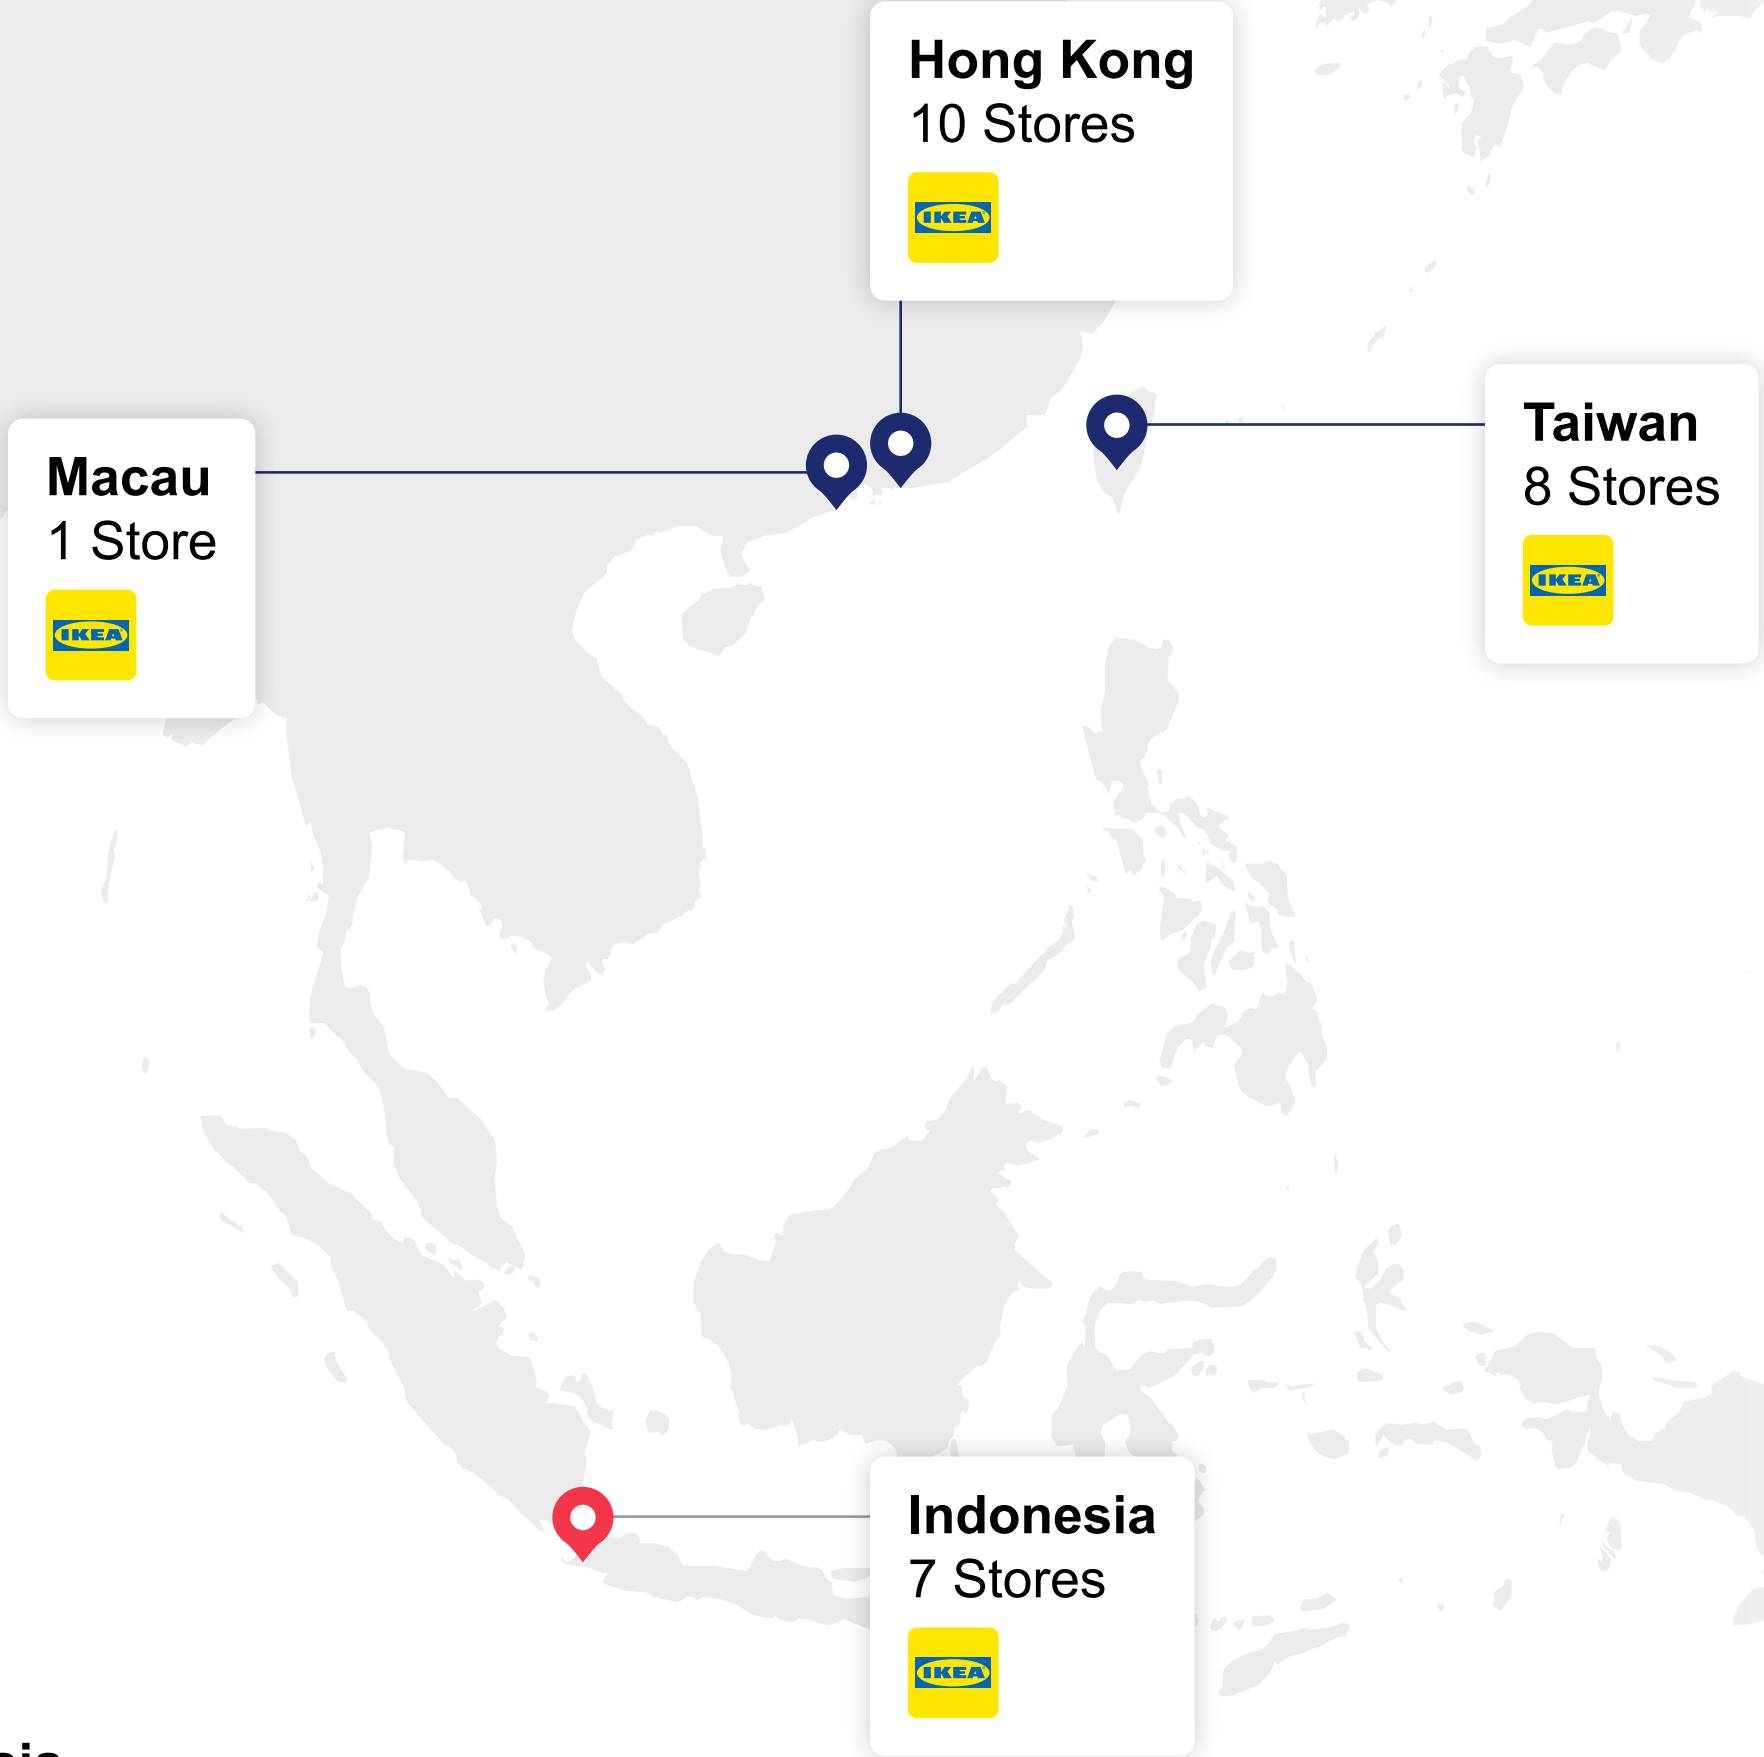 Hong Kong
10 Stores
IKEA
Taiwan
8 Stores
IKEA
Macau
1 Store
IKEA
Indonesia
7 Stores
IKEA